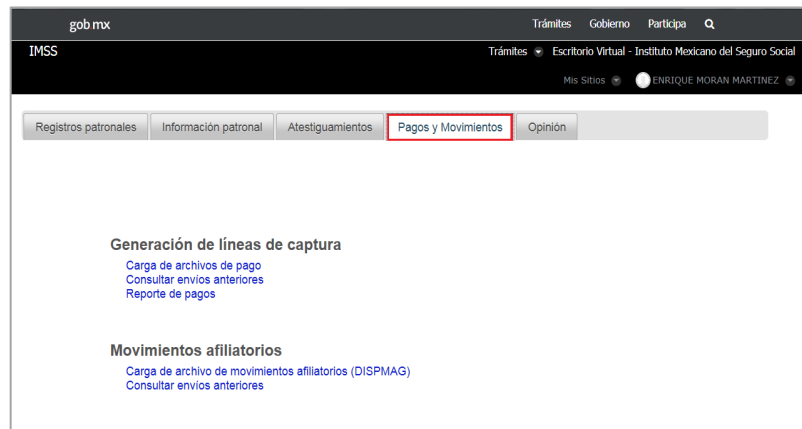 gob mx Trámites Gobierno Participa
IMSS Trámites Escritorio Virtual - Instituto Mexicano del Seguro Social
Mis Sitios ENRIQUE MORAN MARTINEZ
Registros patronales Información patronal Atestiguamientos Pagos y Movimientos Opinión
Generación de líneas de captura
Carga de archivos de pago
Consultar envíos anteriores
Reporte de pagos
Movimientos afiliatorios
Carga de archivo de movimientos afiliatorios (DISPMAG)
Consultar envíos anteriores